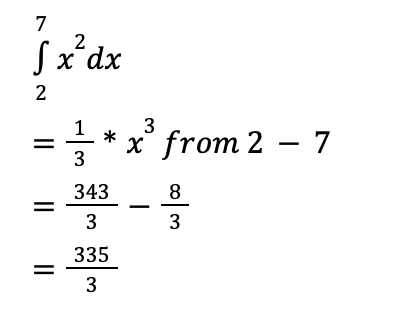 7
∫ x² dx
2
= 1/3 * x³ from 2 − 7
= 343/3 − 8/3
= 335/3